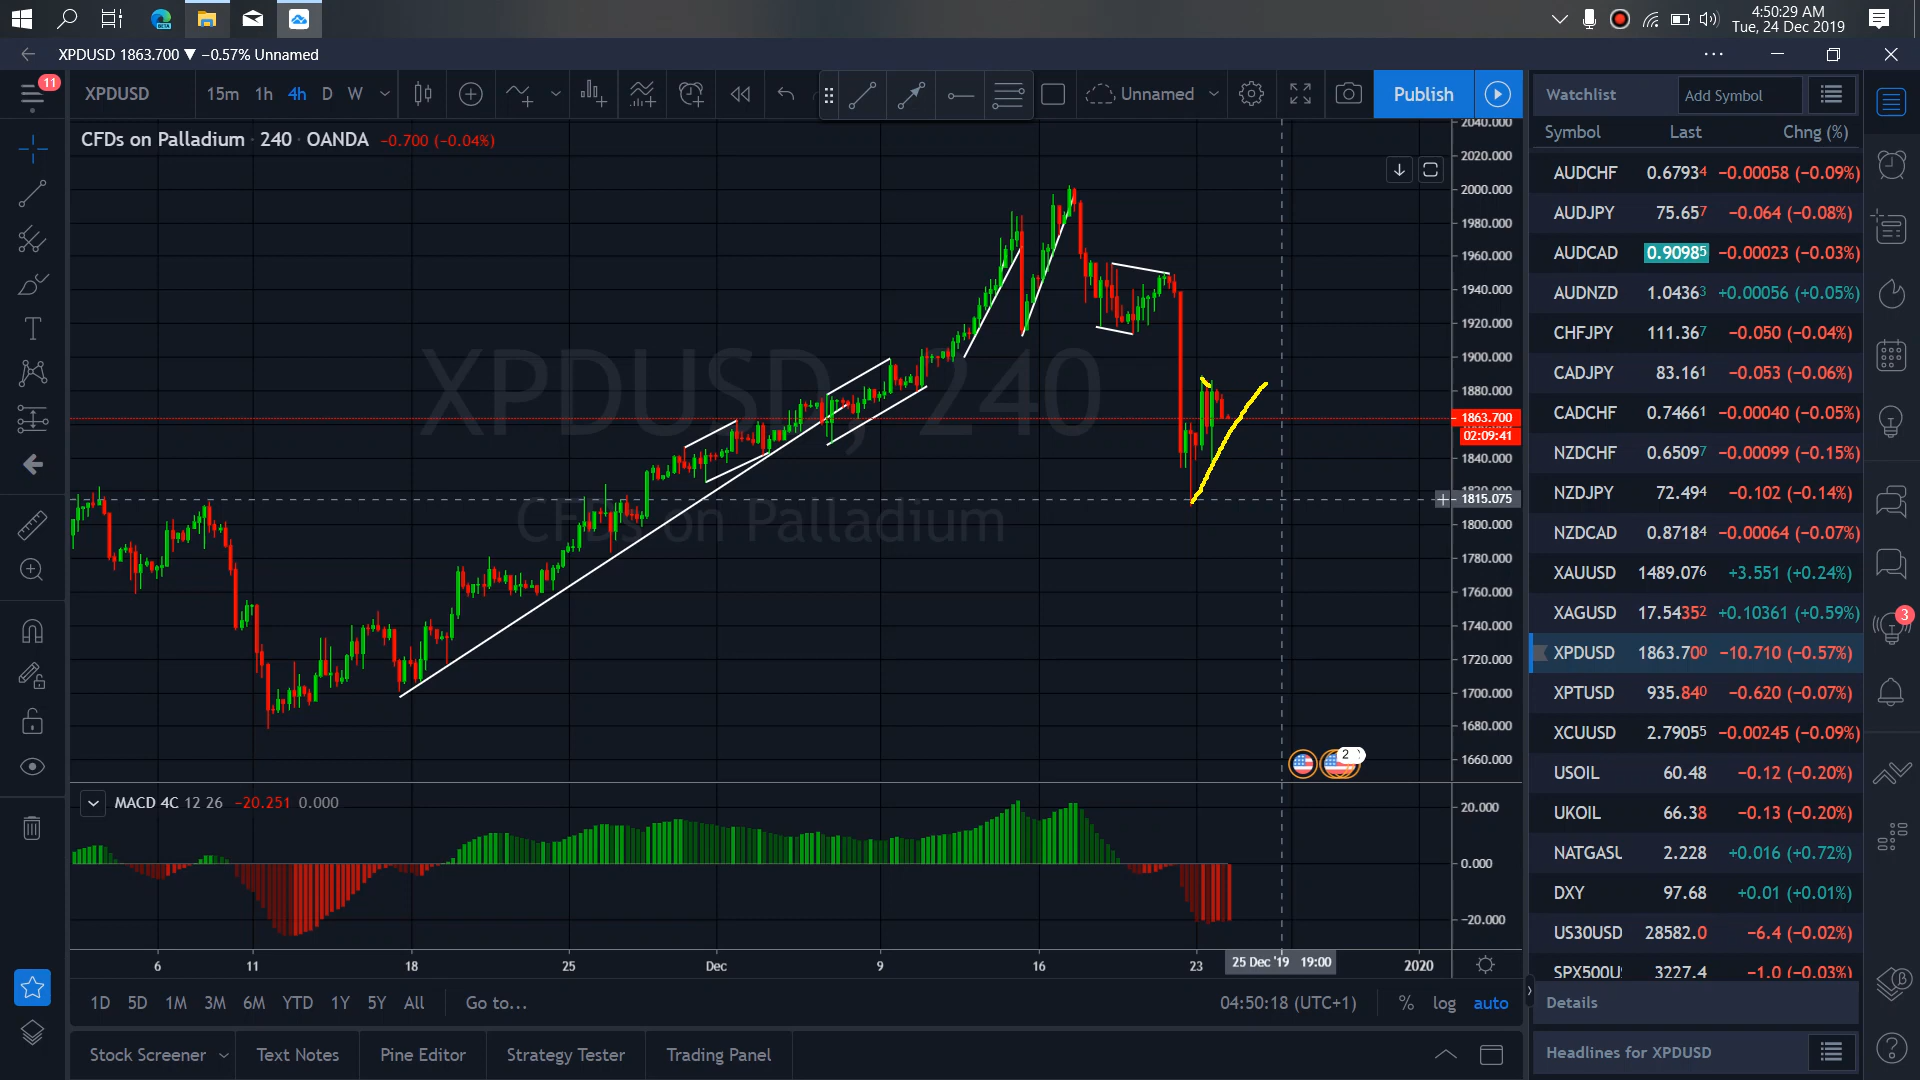 4:50:29 AM
Tue, 24 Dec 2019
XPDUSD 1863.700 ▼ −0.57% Unnamed
11
XPDUSD 15m 1h 4h D W Unnamed Publish
Watchlist Add Symbol
Symbol Last Chng (%)
CFDs on Palladium · 240 · OANDA −0.700 (−0.04%)
XPDUSD, 240
CFDs on Palladium
2040.000
2020.000
2000.000
1980.000
1960.000
1940.000
1920.000
1900.000
1880.000
1863.700
02:09:41
1840.000
1815.075
1800.000
1780.000
1760.000
1740.000
1720.000
1700.000
1680.000
1660.000
2
MACD 4C 12 26 −20.251 0.000
20.000
0.000
−20.000
6 11 18 25 Dec 9 16 23 25 Dec '19 19:00 2020
1D 5D 1M 3M 6M YTD 1Y 5Y All Go to... 04:50:18 (UTC+1) % log auto
Stock Screener Text Notes Pine Editor Strategy Tester Trading Panel
AUDCHF 0.67934 −0.00058 (−0.09%)
AUDJPY 75.657 −0.064 (−0.08%)
AUDCAD 0.90985 −0.00023 (−0.03%)
AUDNZD 1.04363 +0.00056 (+0.05%)
CHFJPY 111.367 −0.050 (−0.04%)
CADJPY 83.161 −0.053 (−0.06%)
CADCHF 0.74661 −0.00040 (−0.05%)
NZDCHF 0.65097 −0.00099 (−0.15%)
NZDJPY 72.494 −0.102 (−0.14%)
NZDCAD 0.87184 −0.00064 (−0.07%)
XAUUSD 1489.076 +3.551 (+0.24%)
XAGUSD 17.54352 +0.10361 (+0.59%)
3
XPDUSD 1863.700 −10.710 (−0.57%)
XPTUSD 935.840 −0.620 (−0.07%)
XCUUSD 2.79055 −0.00245 (−0.09%)
USOIL 60.48 −0.12 (−0.20%)
UKOIL 66.38 −0.13 (−0.20%)
NATGASU 2.228 +0.016 (+0.72%)
DXY 97.68 +0.01 (+0.01%)
US30USD 28582.0 −6.4 (−0.02%)
SPX500U 3227.4 −1.0 (−0.03%)
Details
Headlines for XPDUSD